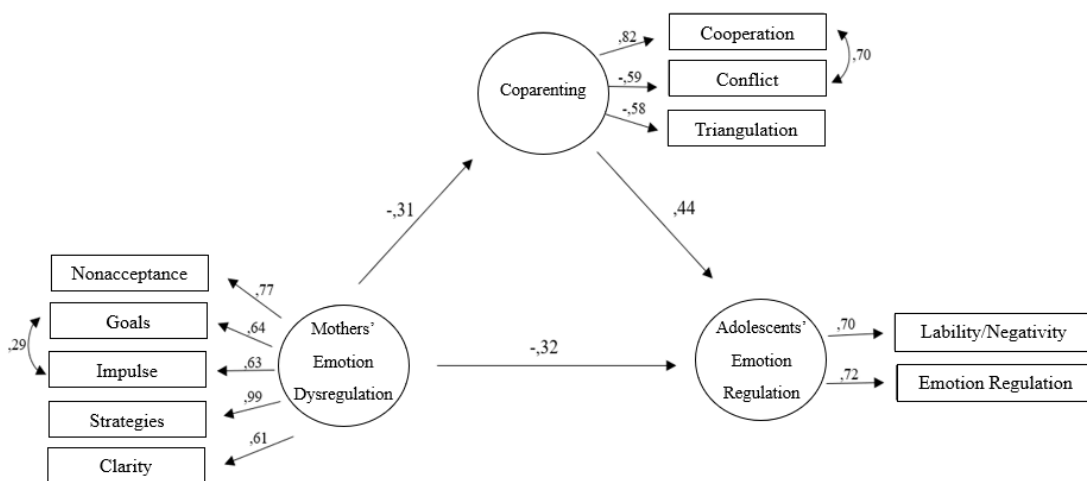 Cooperation
,82
,70
-,59
Conflict
Coparenting
-,58
Triangulation
-,31
,44
Nonacceptance
,77
Goals
,64
Mothers’
Emotion
Dysregulation
,29
Impulse
,63
-,32
Adolescents’
Emotion
Regulation
,70
Lability/Negativity
,72
Emotion Regulation
Strategies
,99
,61
Clarity